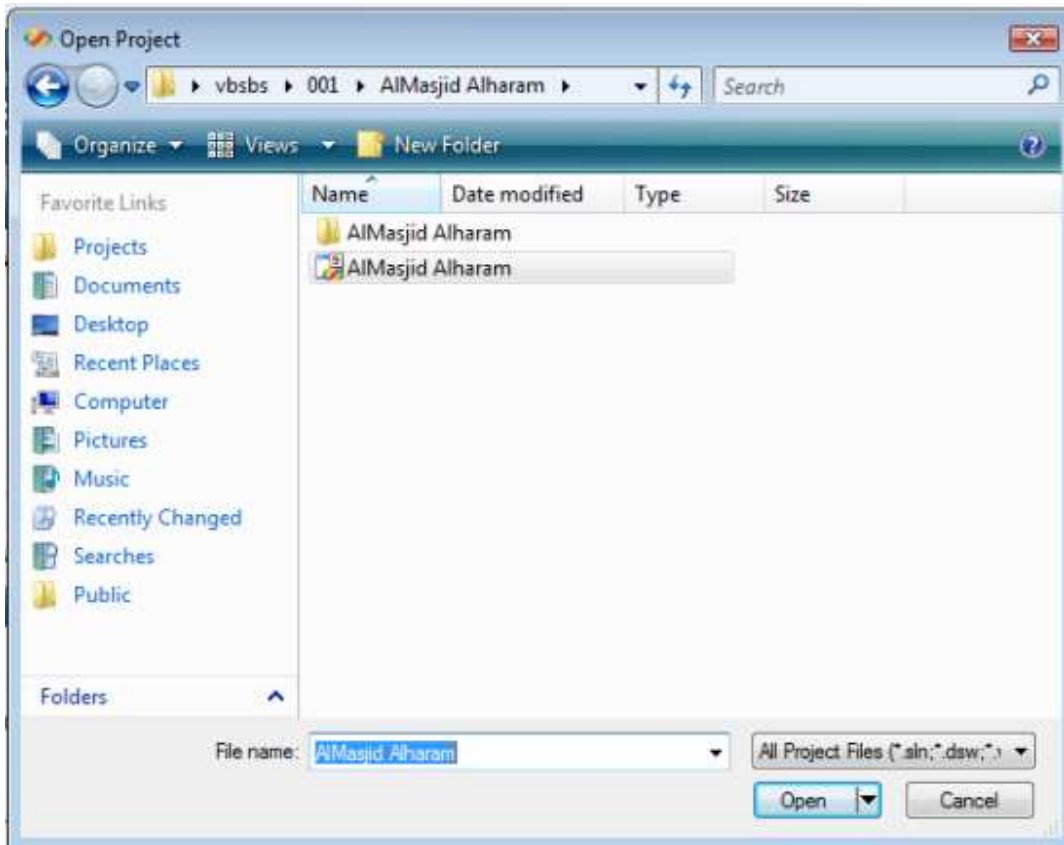 Open Project
vbsbs 001 AlMasjid Alharam Search
Organize Views New Folder
Favorite Links
Projects
Documents
Desktop
Recent Places
Computer
Pictures
Music
Recently Changed
Searches
Public
Folders
Name Date modified Type Size
AlMasjid Alharam
AlMasjid Alharam
File name: AlMasjid Alharam All Project Files (*.sln;*.dsw;*.
Open Cancel